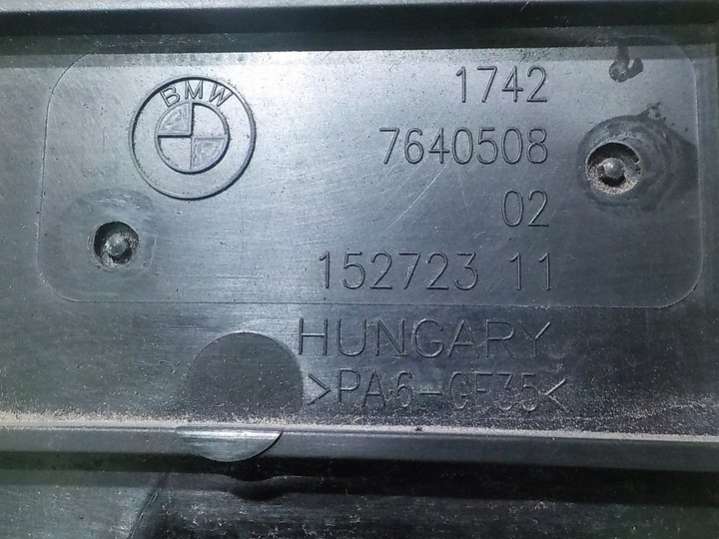 BMW
1742
7640508
02
152723 11
HUNGARY
>PA6-GF35<